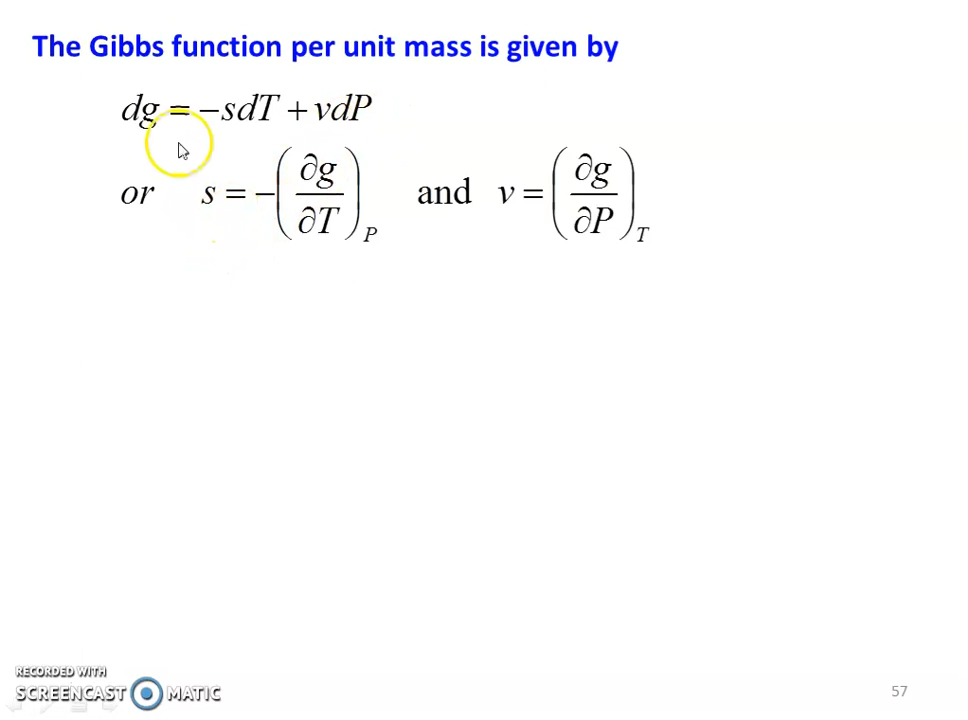 The Gibbs function per unit mass is given by
dg = −sdT + vdP
or s = −(∂g/∂T)_P and v = (∂g/∂P)_T
RECORDED WITH
SCREENCAST MATIC
57